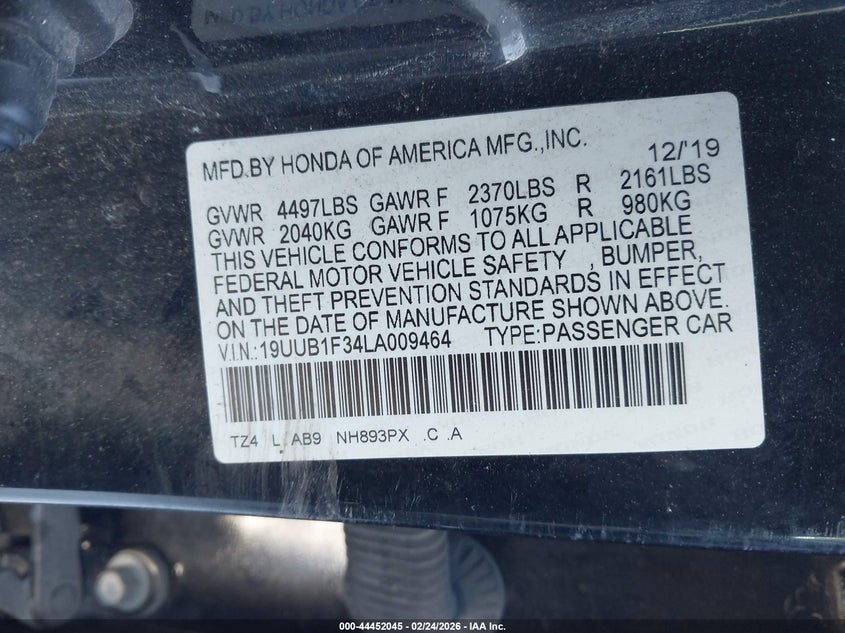 MFD.BY HONDA OF AMERICA MFG.,INC. 12/'19
GVWR 4497LBS GAWR F 2370LBS R 2161LBS
GVWR 2040KG GAWR F 1075KG R 980KG
THIS VEHICLE CONFORMS TO ALL APPLICABLE
FEDERAL MOTOR VEHICLE SAFETY , BUMPER,
AND THEFT PREVENTION STANDARDS IN EFFECT
ON THE DATE OF MANUFACTURE SHOWN ABOVE.
V.I.N.:19UUB1F34LA009464 TYPE:PASSENGER CAR
TZ4 L AB9 NH893PX .C .A
000-44452045 - 02/24/2026 - IAA Inc.